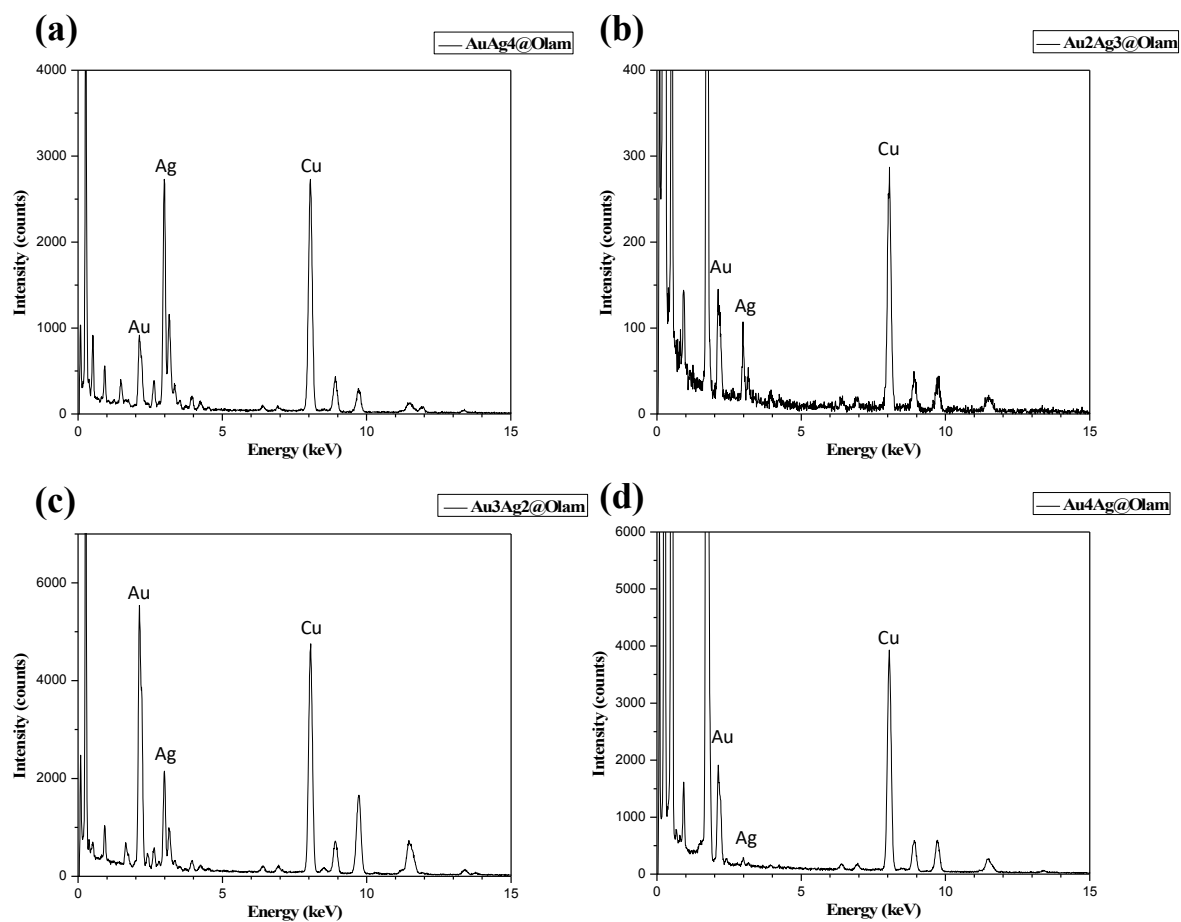 (a)
AuAg4@Olam
4000
3000
2000
1000
0
Intensity (counts)
Ag
Cu
Au
0 5 10 15
Energy (keV)
(b)
Au2Ag3@Olam
400
300
200
100
0
Intensity (counts)
Cu
Au
Ag
0 5 10 15
Energy (keV)
(c)
Au3Ag2@Olam
6000
4000
2000
0
Intensity (counts)
Au
Cu
Ag
0 5 10 15
Energy (keV)
(d)
Au4Ag@Olam
6000
5000
4000
3000
2000
1000
0
Intensity (counts)
Cu
Au
Ag
0 5 10 15
Energy (keV)